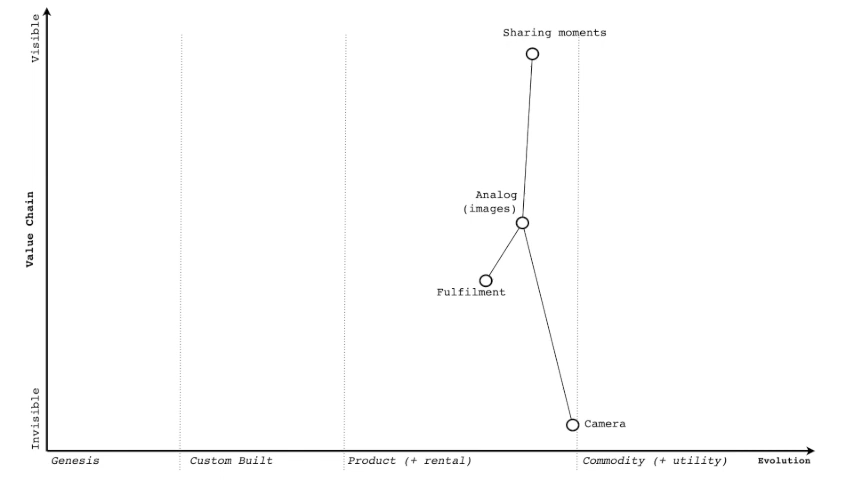 Visible
Sharing moments
Analog
(images)
Value Chain
Fulfilment
Invisible
Camera
Genesis
Custom Built
Product (+ rental)
Commodity (+ utility)
Evolution